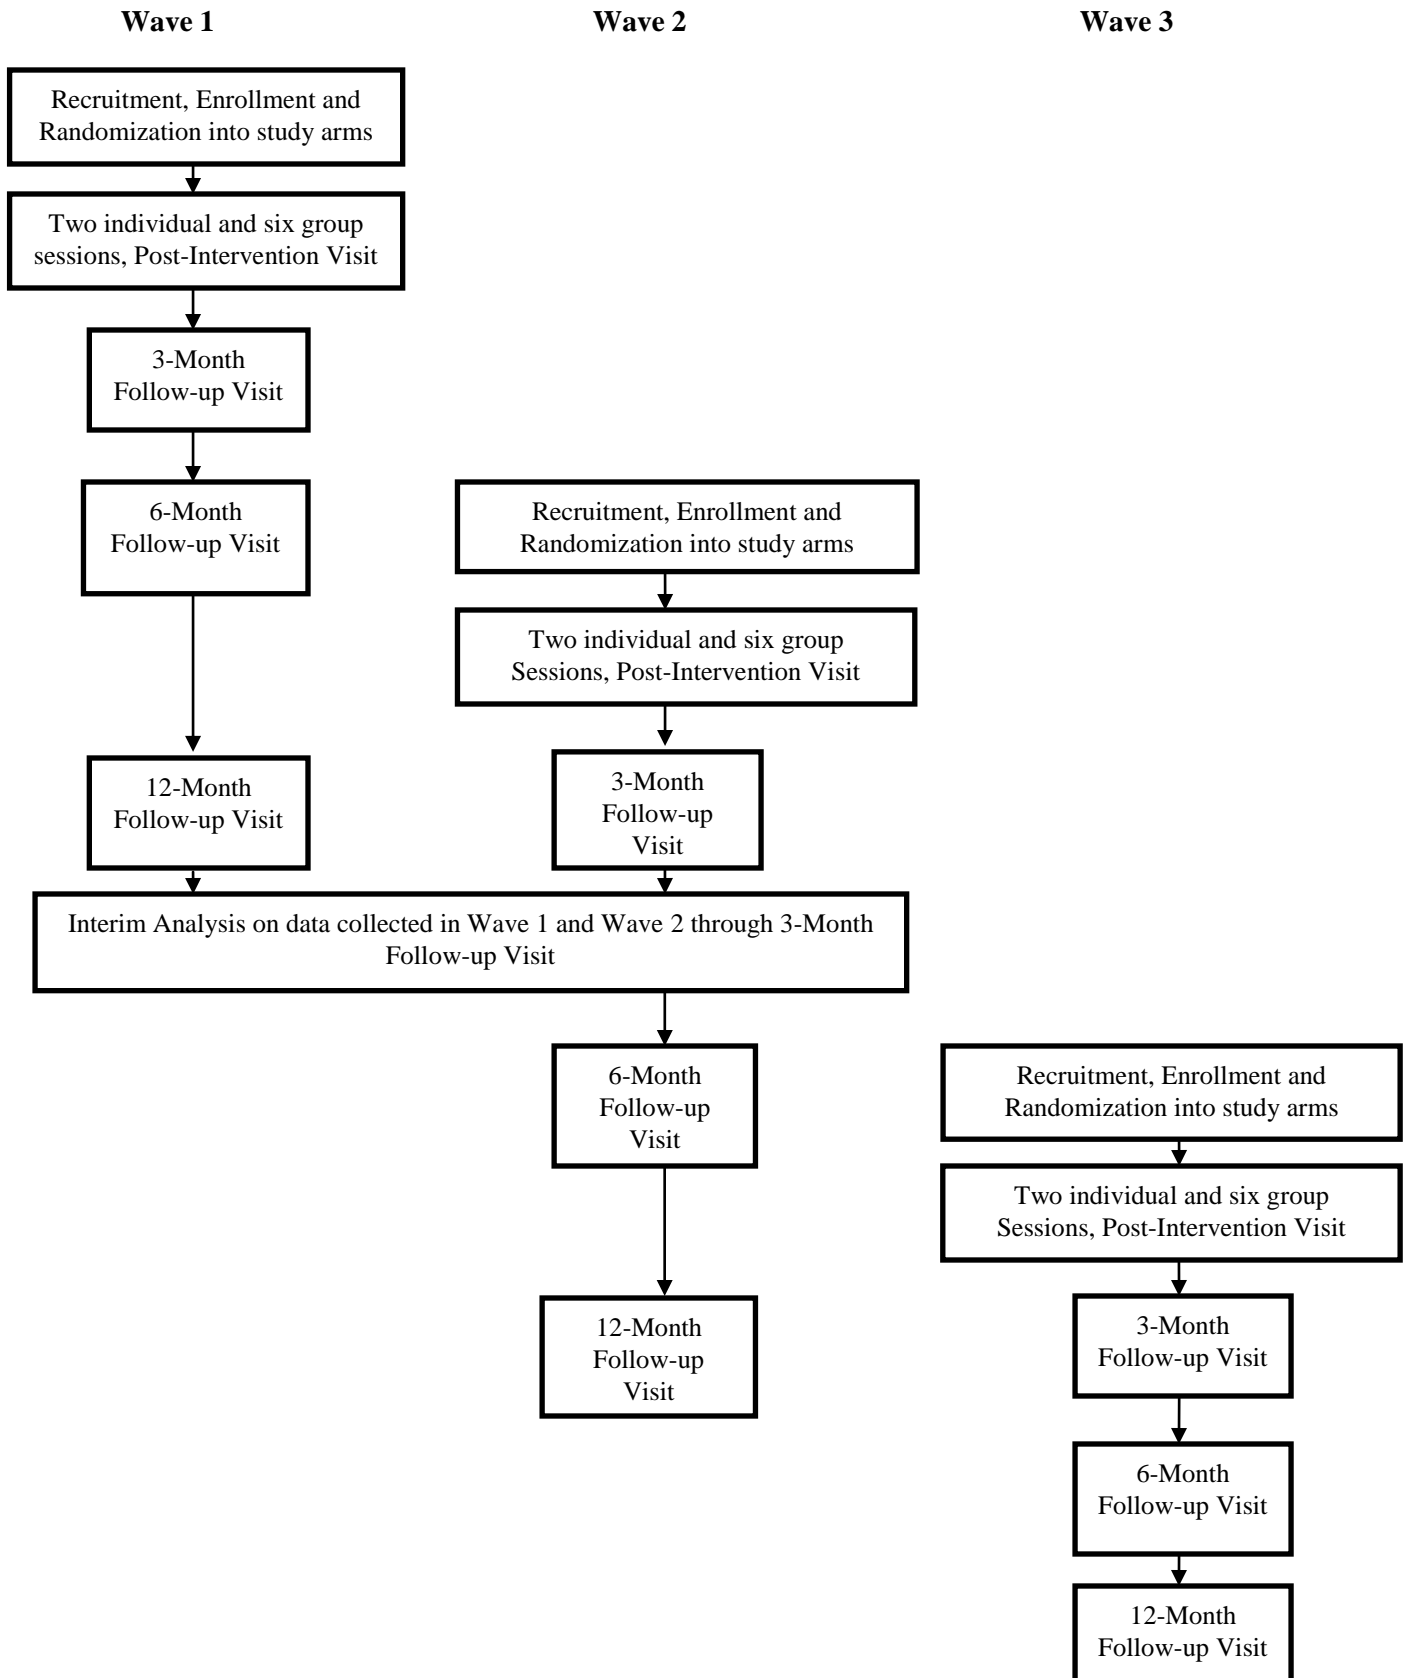 Wave 1
Wave 2
Wave 3
Recruitment, Enrollment and
Randomization into study arms
Two individual and six group
sessions, Post-Intervention Visit
3-Month
Follow-up Visit
6-Month
Follow-up Visit
12-Month
Follow-up Visit
Recruitment, Enrollment and
Randomization into study arms
Two individual and six group
Sessions, Post-Intervention Visit
3-Month
Follow-up
Visit
Interim Analysis on data collected in Wave 1 and Wave 2 through 3-Month
Follow-up Visit
6-Month
Follow-up
Visit
12-Month
Follow-up
Visit
Recruitment, Enrollment and
Randomization into study arms
Two individual and six group
Sessions, Post-Intervention Visit
3-Month
Follow-up Visit
6-Month
Follow-up Visit
12-Month
Follow-up Visit